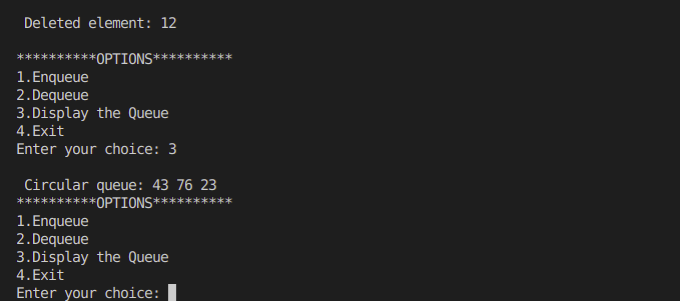 Deleted element: 12
**********OPTIONS**********
1.Enqueue
2.Dequeue
3.Display the Queue
4.Exit
Enter your choice: 3
Circular queue: 43 76 23
**********OPTIONS**********
1.Enqueue
2.Dequeue
3.Display the Queue
4.Exit
Enter your choice: